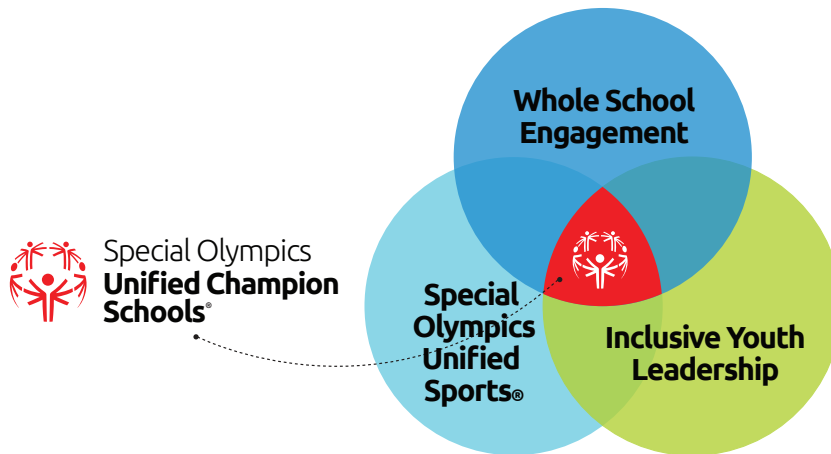 Whole School
Engagement
Special Olympics
Unified Champion
Schools®
Special
Olympics
Unified
Sports®
Inclusive Youth
Leadership